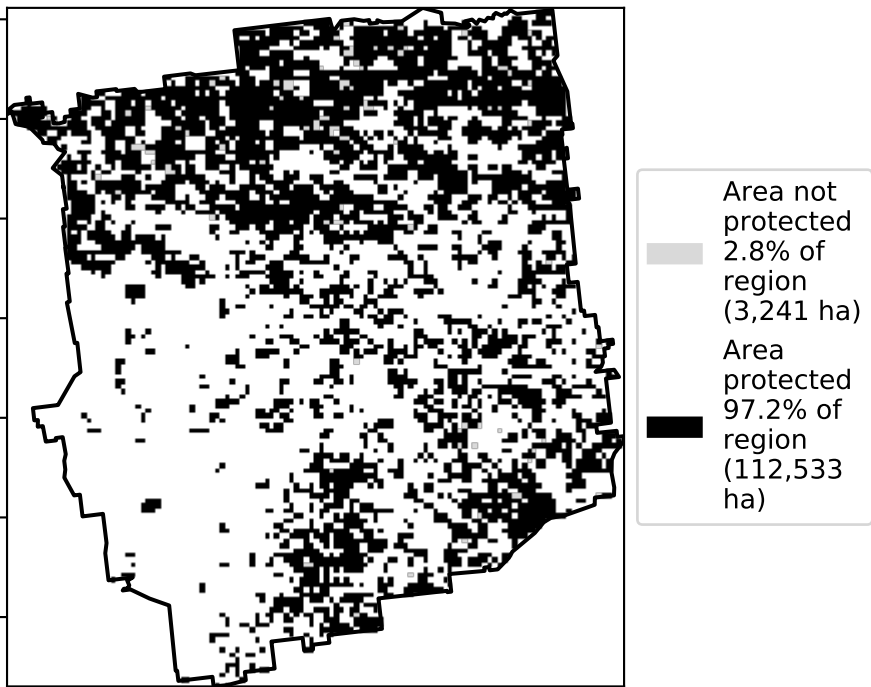 Area not
protected
2.8% of
region
(3,241 ha)
Area
protected
97.2% of
region
(112,533
ha)